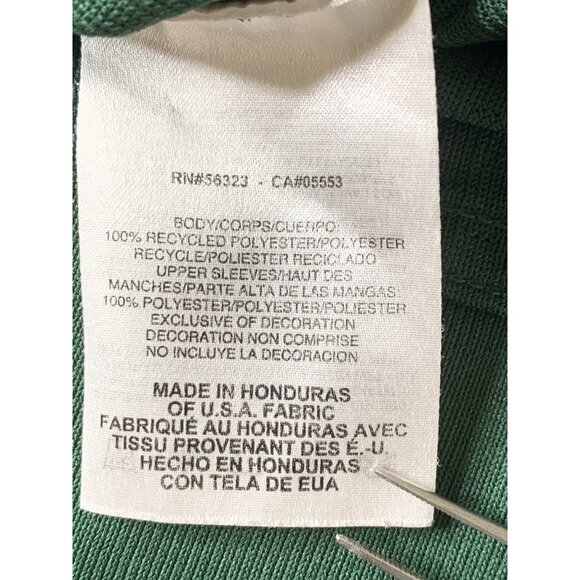 RN#56323 - CA#05553
BODY/CORPS/CUERPO:
100% RECYCLED POLYESTER/POLYESTER
RECYCLE/POLIESTER RECICLADO
UPPER SLEEVES/HAUT DES
MANCHES/PARTE ALTA DE LAS MANGAS:
100% POLYESTER/POLYESTER/POLIESTER
EXCLUSIVE OF DECORATION
DECORATION NON COMPRISE
NO INCLUYE LA DECORACION
MADE IN HONDURAS
OF U.S.A. FABRIC
FABRIQUÉ AU HONDURAS AVEC
TISSU PROVENANT DES É.-U.
HECHO EN HONDURAS
CON TELA DE EUA